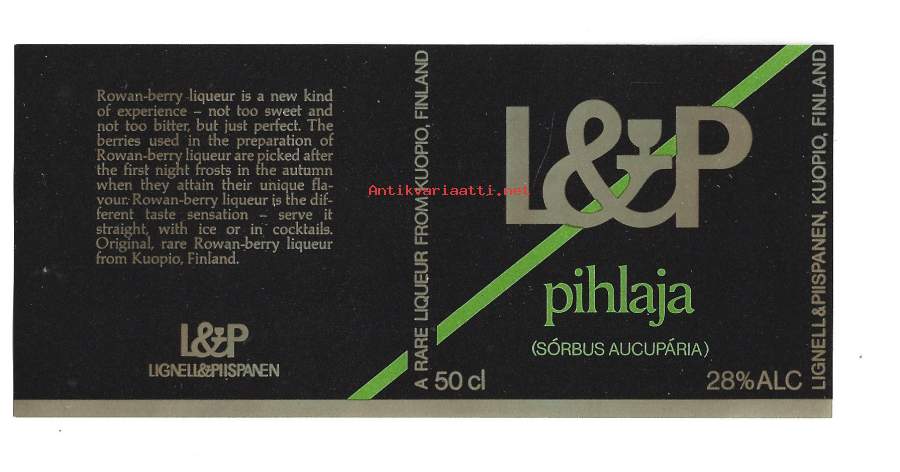 Rowan-berry liqueur is a new kind
of experience – not too sweet and
not too bitter, but just perfect. The
berries used in the preparation of
Rowan-berry liqueur are picked after
the first night frosts in the autumn
when they attain their unique fla-
vour. Rowan-berry liqueur is the dif-
ferent taste sensation – serve it
straight, with ice or in cocktails.
Original, rare Rowan-berry liqueur
from Kuopio, Finland.
L&P
LIGNELL&PIISPANEN
A RARE LIQUEUR FROM KUOPIO, FINLAND
L&P
pihlaja
(SÓRBUS AUCUPÁRIA)
50 cl
28% ALC
LIGNELL&PIISPANEN, KUOPIO, FINLAND
Antikvariaatti.net